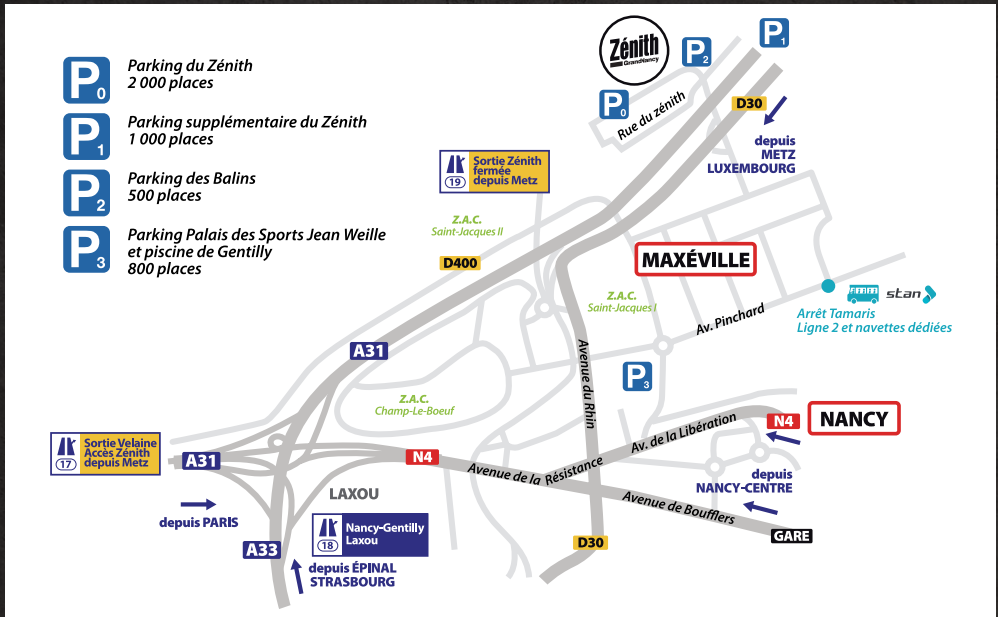 P0
Parking du Zénith
2 000 places
P1
Parking supplémentaire du Zénith
1 000 places
P2
Parking des Balins
500 places
P3
Parking Palais des Sports Jean Weille
et piscine de Gentilly
800 places
Zénith
GrandNancy
P2
P1
P0
Rue du zénith
D30
depuis
METZ
LUXEMBOURG
19
Sortie Zénith
fermée
depuis Metz
Z.A.C.
Saint-Jacques II
D400
MAXÉVILLE
Z.A.C.
Saint-Jacques I
Av. Pinchard
stan
Arrêt Tamaris
Ligne 2 et navettes dédiées
A31
Avenue du Rhin
P3
Z.A.C.
Champ-Le-Boeuf
N4
NANCY
17
Sortie Velaine
Accès Zénith
depuis Metz
A31
N4
Avenue de la Résistance
Av. de la Libération
depuis
NANCY-CENTRE
LAXOU
depuis PARIS
Avenue de Boufflers
GARE
18
Nancy-Gentilly
Laxou
A33
D30
depuis ÉPINAL
STRASBOURG